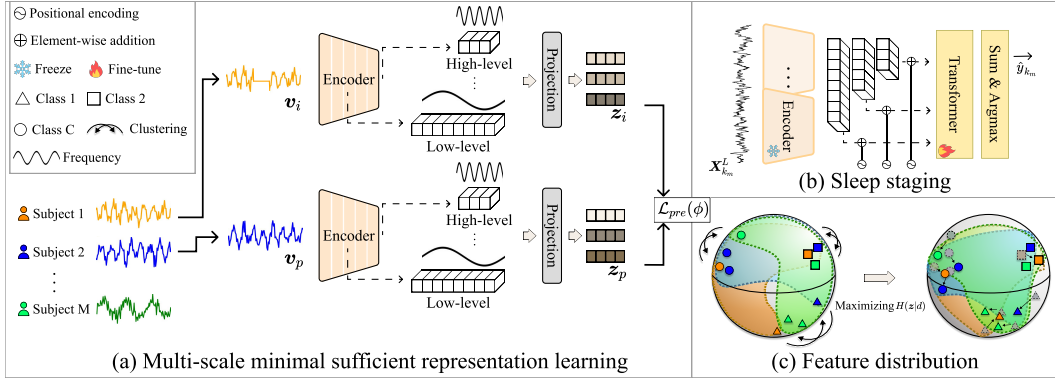 Positional encoding
Element-wise addition
Freeze Fine-tune
Class 1 Class 2
Class C Clustering
Frequency
Subject 1
Subject 2
Subject M
v_i
v_p
Encoder
High-level
Low-level
Projection
z_i
Encoder
High-level
Low-level
Projection
z_p
ℒ_pre(ϕ)
(a) Multi-scale minimal sufficient representation learning
X^L_{k_m}
Encoder
Transformer
Sum & Argmax
ŷ_{k_m}
(b) Sleep staging
Maximizing H(z|d)
(c) Feature distribution